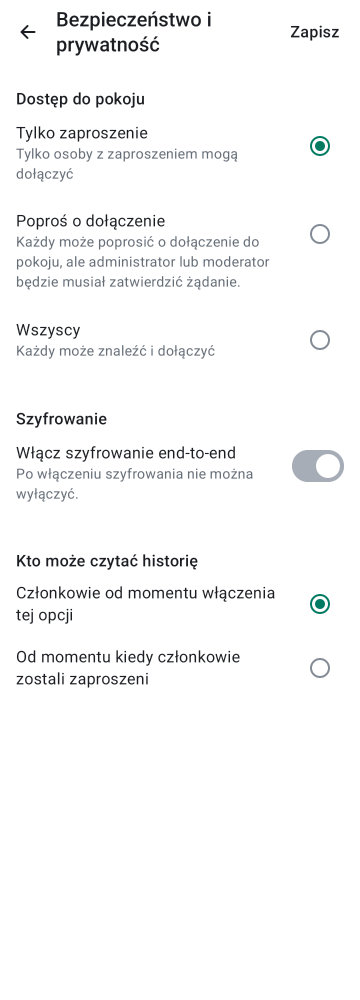 Bezpieczeństwo i
prywatność
Zapisz
Dostęp do pokoju
Tylko zaproszenie
Tylko osoby z zaproszeniem mogą
dołączyć
Poproś o dołączenie
Każdy może poprosić o dołączenie do
pokoju, ale administrator lub moderator
będzie musiał zatwierdzić żądanie.
Wszyscy
Każdy może znaleźć i dołączyć
Szyfrowanie
Włącz szyfrowanie end-to-end
Po włączeniu szyfrowania nie można
wyłączyć.
Kto może czytać historię
Członkowie od momentu włączenia
tej opcji
Od momentu kiedy członkowie
zostali zaproszeni